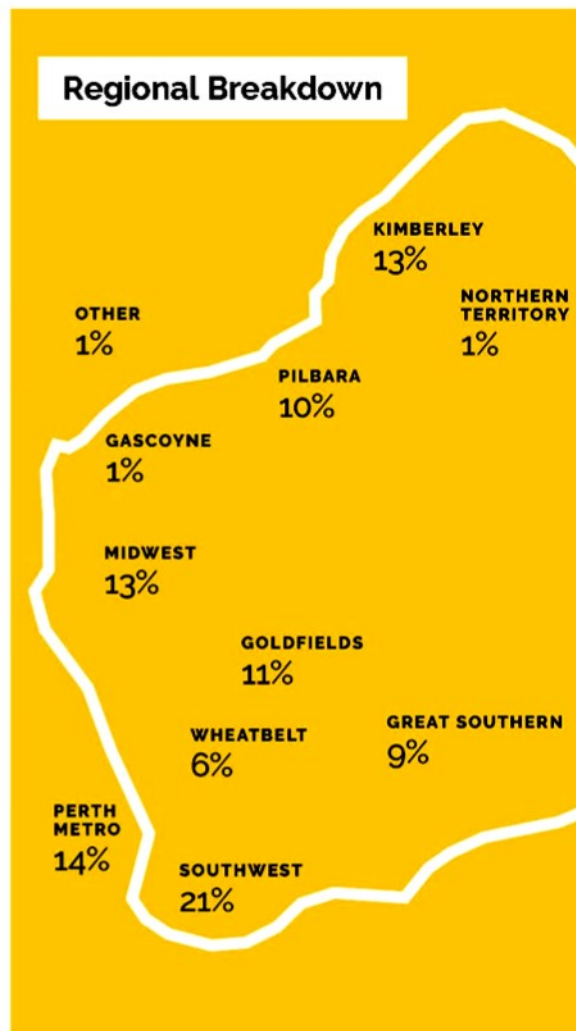 Regional Breakdown
KIMBERLEY
13%
NORTHERN
TERRITORY
1%
OTHER
1%
PILBARA
10%
GASCOYNE
1%
MIDWEST
13%
GOLDFIELDS
11%
GREAT SOUTHERN
9%
WHEATBELT
6%
PERTH
METRO
14%
SOUTHWEST
21%